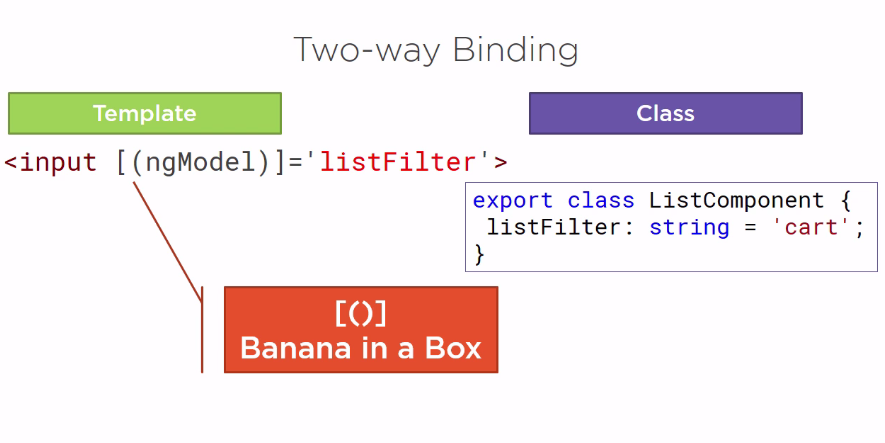 Two-way Binding
Template
Class
<input [(ngModel)]='listFilter'>
export class ListComponent {
listFilter: string = 'cart';
}
[()]
Banana in a Box